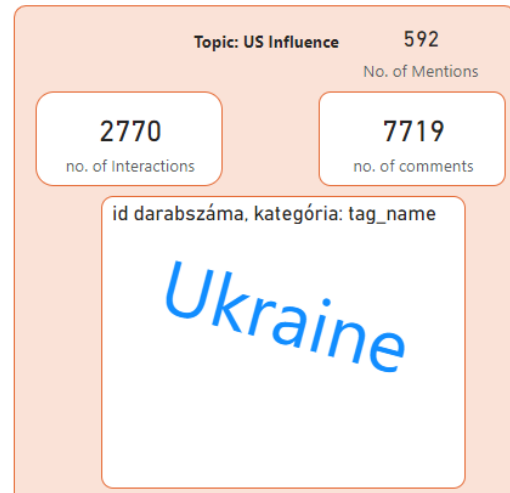 Topic: US Influence
592
No. of Mentions
2770
no. of Interactions
7719
no. of comments
id darabszáma, kategória: tag_name
Ukraine